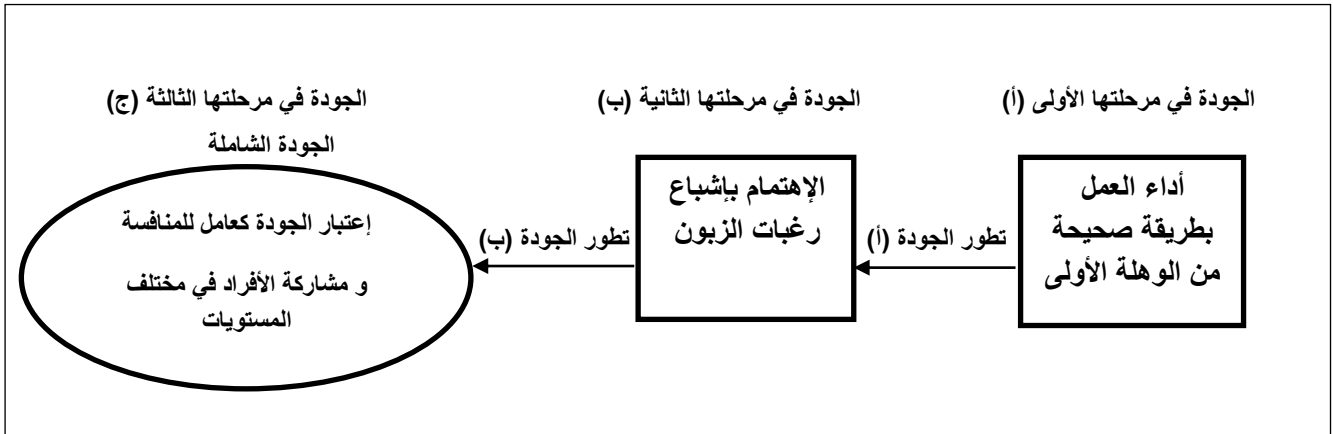 الجودة في مرحلتها الأولى (أ)
الجودة في مرحلتها الثانية (ب)
الجودة في مرحلتها الثالثة (ج)
الجودة الشاملة
أداء العمل
بطريقة صحيحة
من الوهلة الأولى
تطور الجودة (أ)
الإهتمام بإشباع
رغبات الزبون
تطور الجودة (ب)
إعتبار الجودة كعامل للمنافسة
و مشاركة الأفراد في مختلف
المستويات